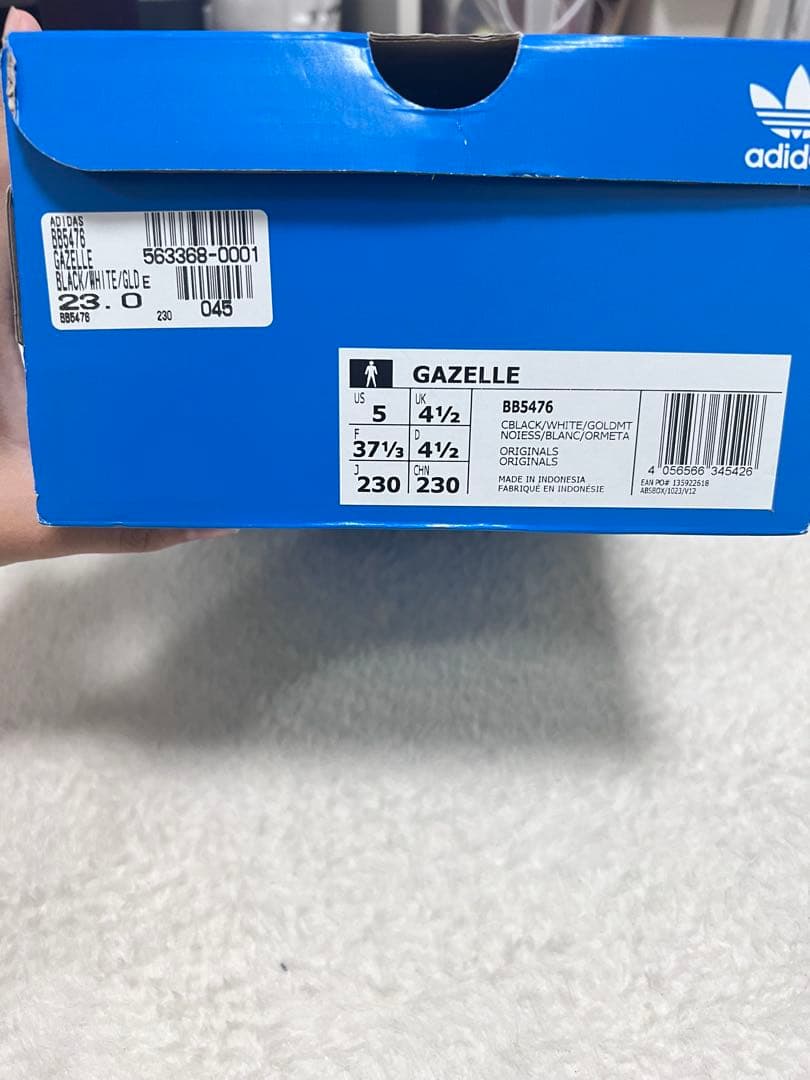 adida
ADIDAS
BB5476
GAZELLE 563368-0001
BLACK/WHITE/GLD E
23.0
BB5476 230 045
GAZELLE
US 5 UK 4½
F 37⅓ D 4½
J 230 CHN 230
BB5476
CBLACK/WHITE/GOLDMT
NOIESS/BLANC/ORMETA
ORIGINALS
ORIGINALS
MADE IN INDONESIA
FABRIQUÉ EN INDONÉSIE
4 056566 345426
EAN PO# 135922618
ABSBOX/1023/V12